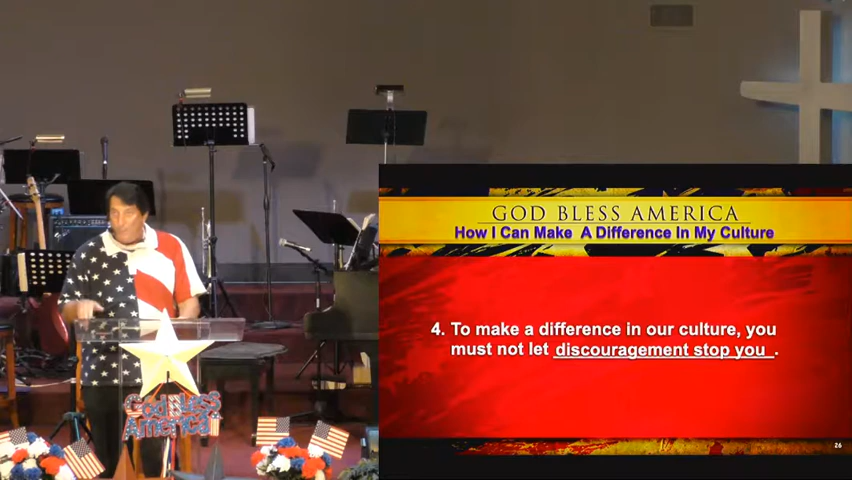 GOD BLESS AMERICA
How I Can Make A Difference In My Culture
4. To make a difference in our culture, you
must not let discouragement stop you.
26
God Bless
America